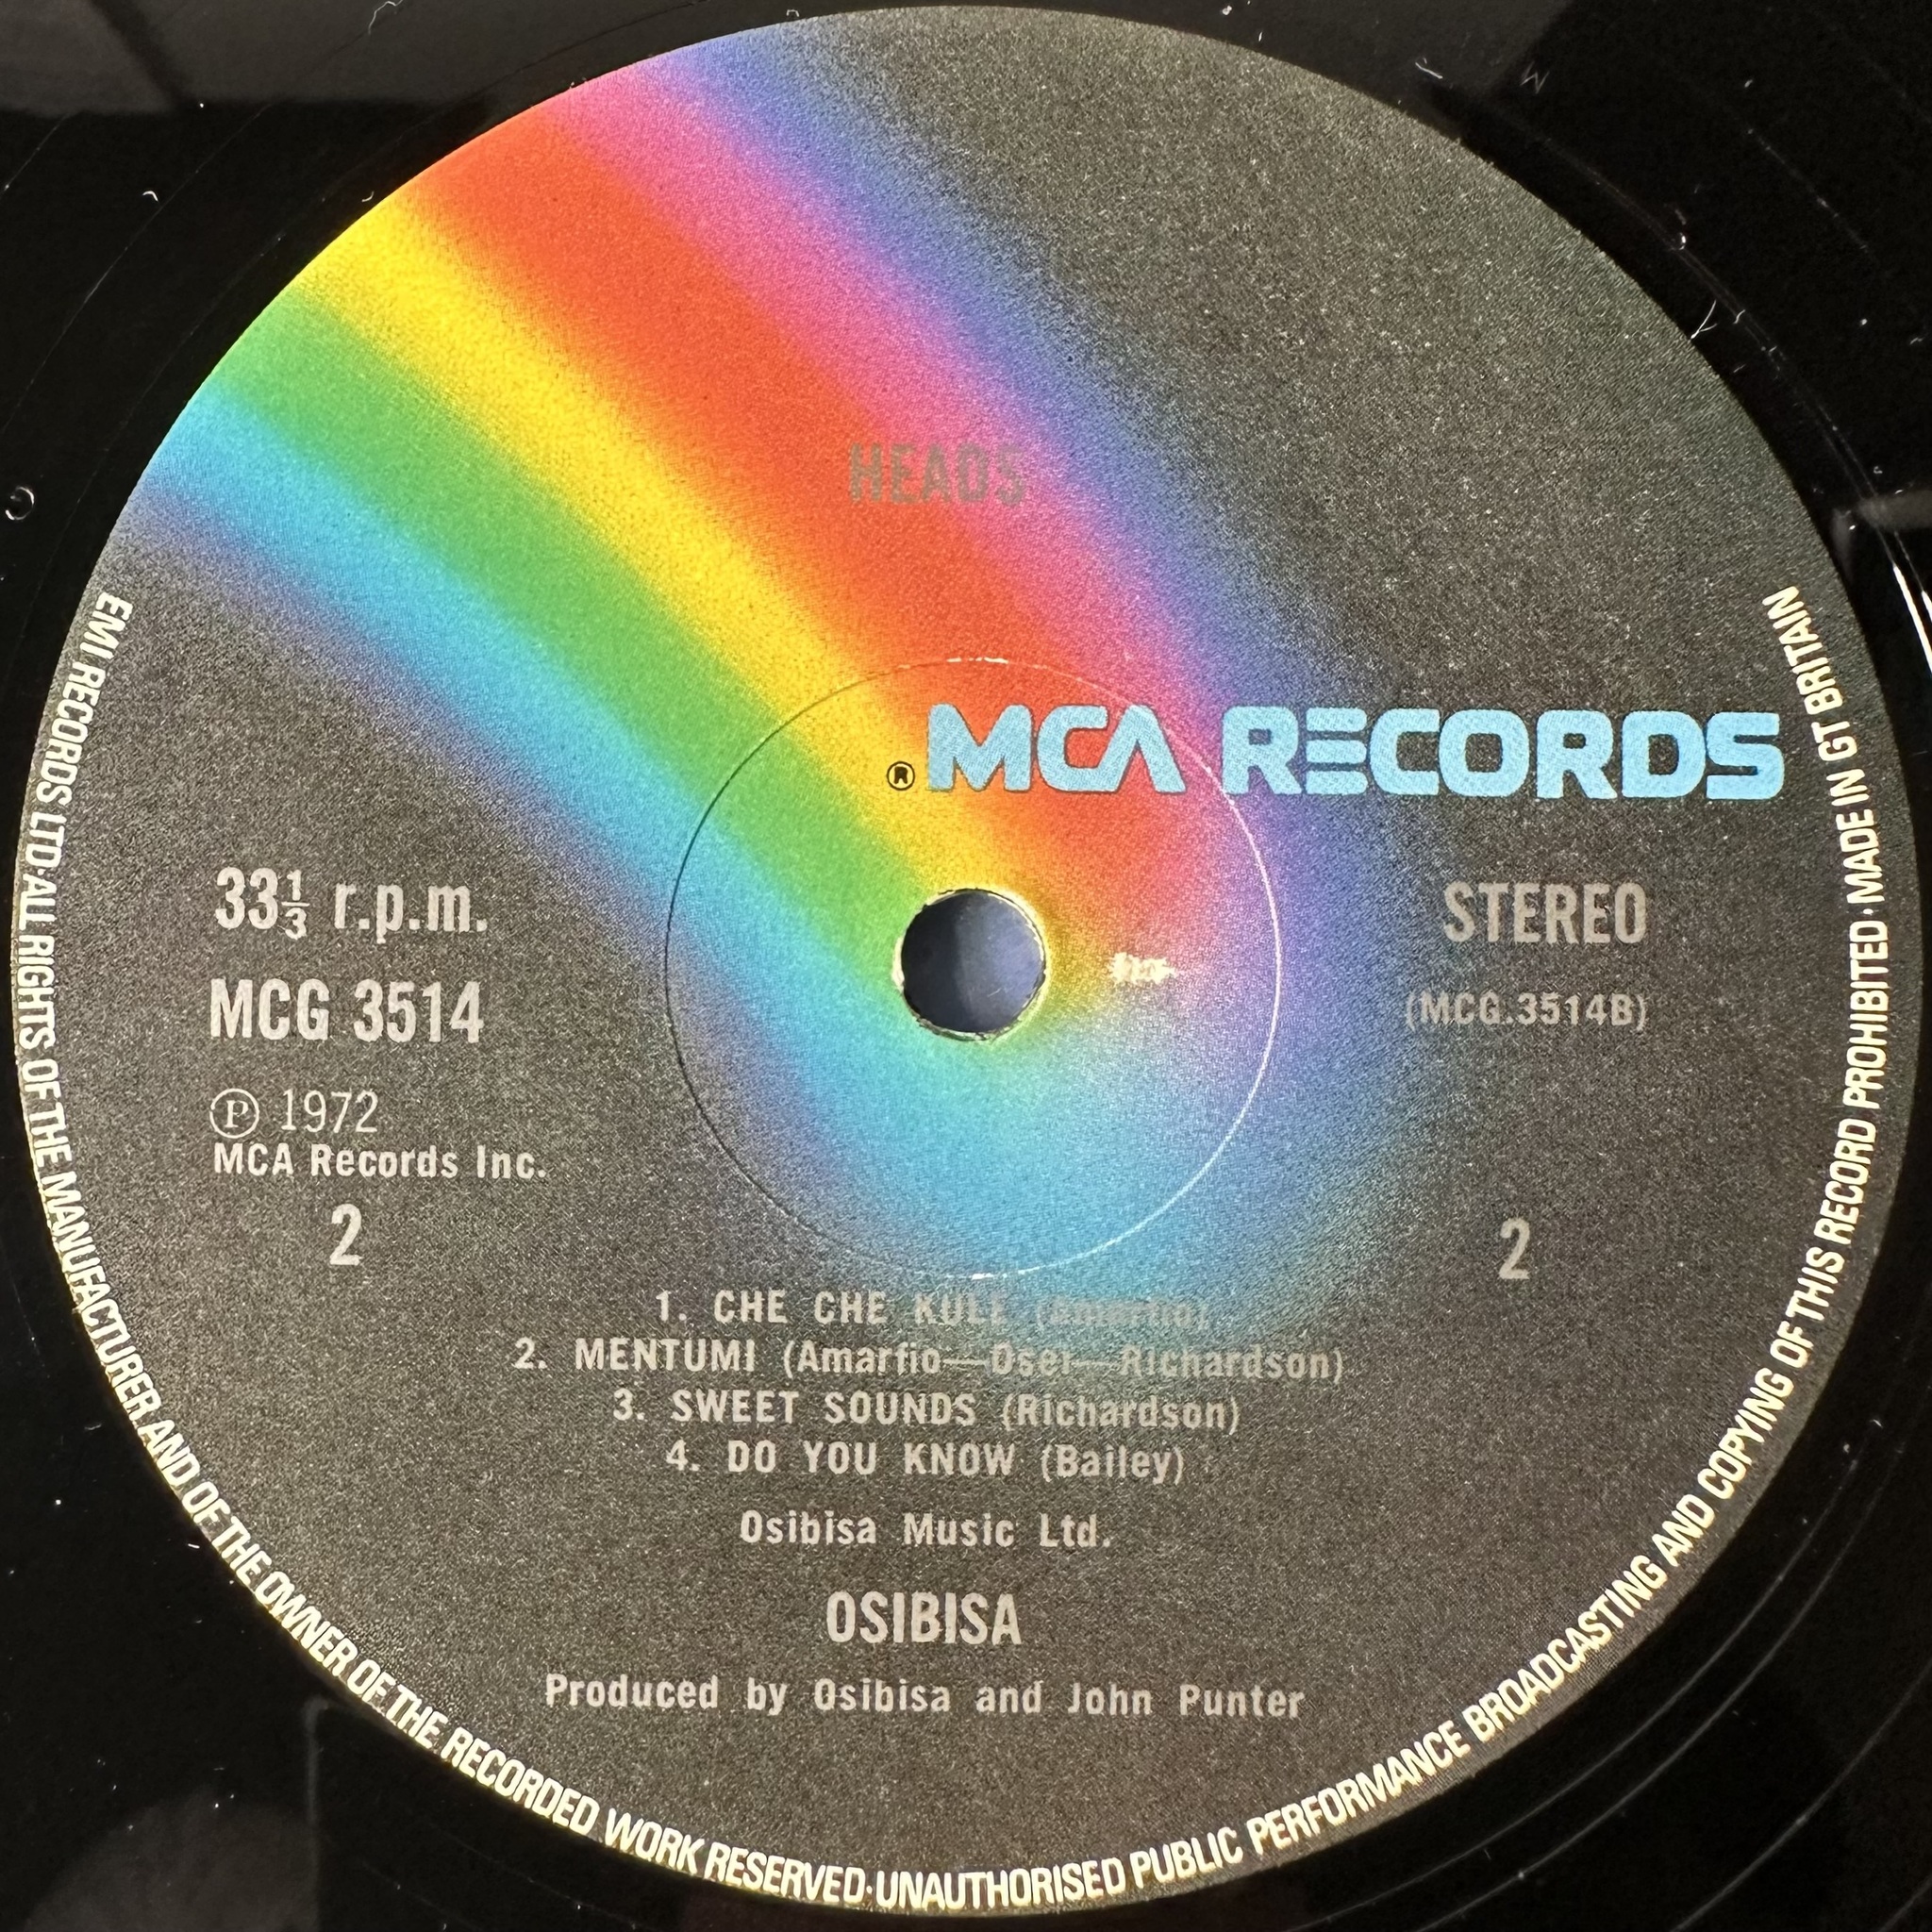 HEADS
® MCA RECORDS
33⅓ r.p.m.
STEREO
MCG 3514
(MCG.3514B)
℗ 1972
MCA Records Inc.
2
2
1. CHE CHE KULE (Amarfio)
2. MENTUMI (Amarfio—Osei—Richardson)
3. SWEET SOUNDS (Richardson)
4. DO YOU KNOW (Bailey)
Osibisa Music Ltd.
OSIBISA
Produced by Osibisa and John Punter
EMI RECORDS LTD·ALL RIGHTS OF THE MANUFACTURER AND OF THE OWNER OF THE RECORDED WORK RESERVED·UNAUTHORISED PUBLIC PERFORMANCE BROADCASTING AND COPYING OF THIS RECORD PROHIBITED·MADE IN GT BRITAIN